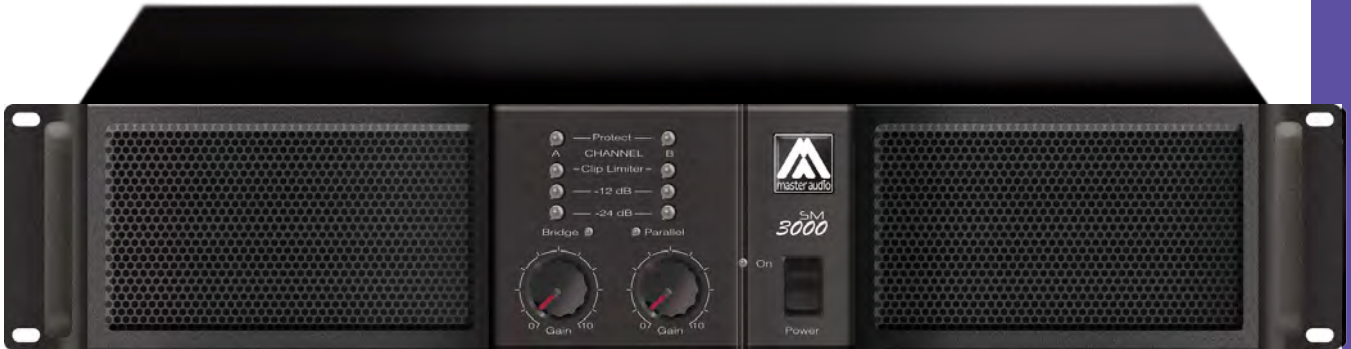 Protect
A CHANNEL B
Clip Limiter
-12 dB
-24 dB
Bridge
Parallel
0 Gain 10
0 Gain 10
master audio
SM
3000
On
Power